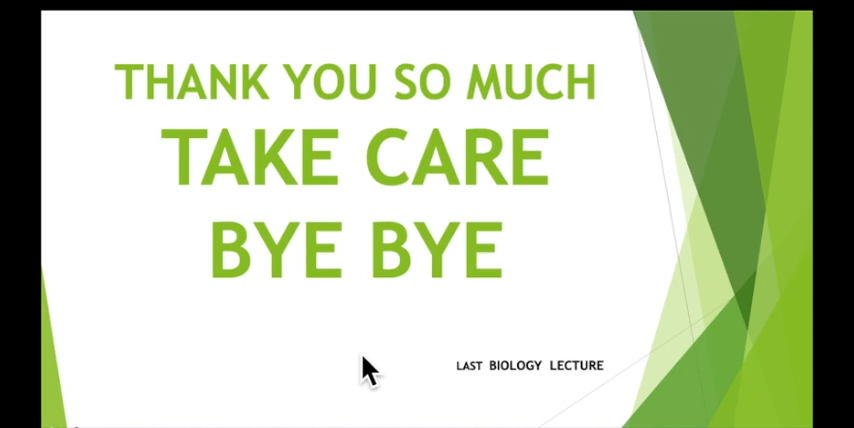 THANK YOU SO MUCH
TAKE CARE
BYE BYE
LAST BIOLOGY LECTURE